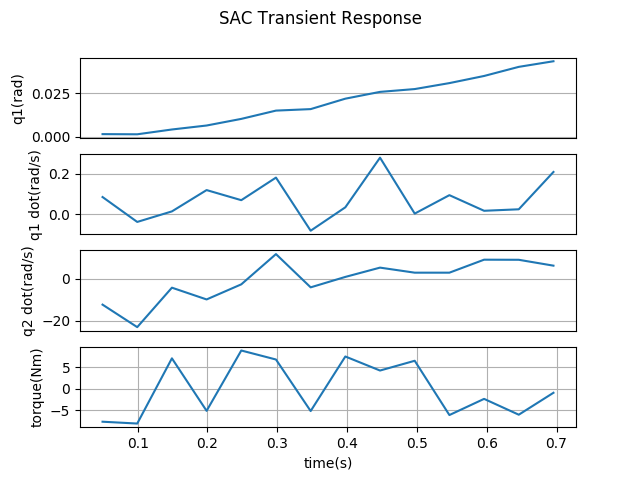 SAC Transient Response
q1(rad)
0.025
0.000
q1 dot(rad/s)
0.2
0.0
q2 dot(rad/s)
0
−20
torque(Nm)
5
0
−5
0.1 0.2 0.3 0.4 0.5 0.6 0.7
time(s)